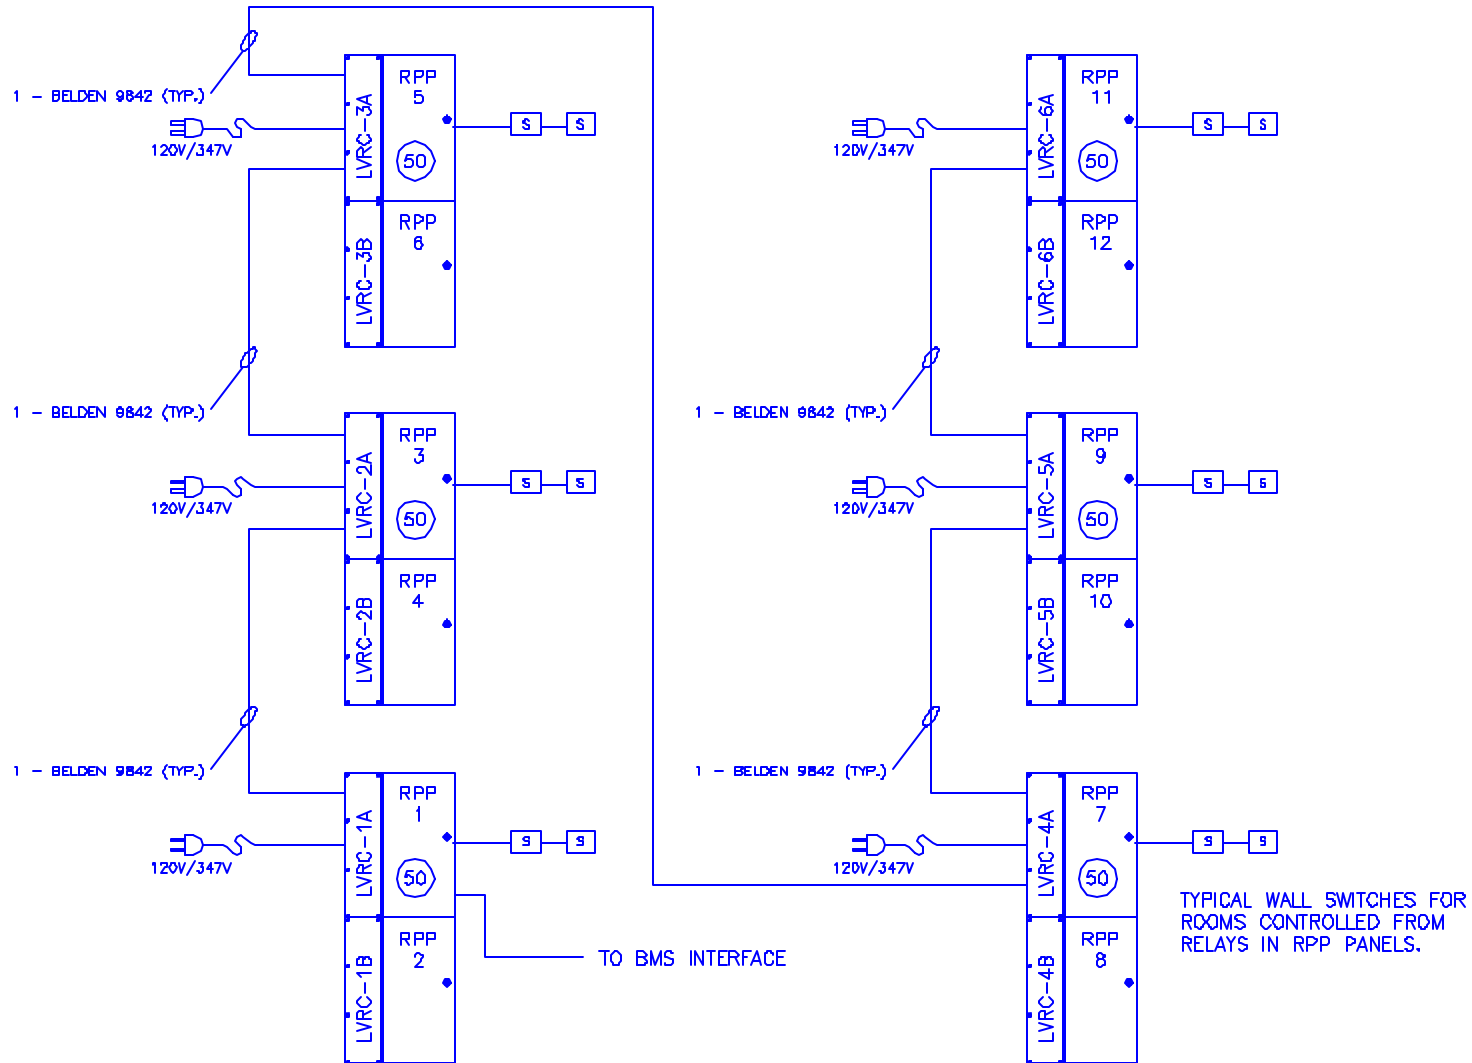 1 - BELDEN 9842 (TYP.)
120V/347V
LVRC-3A
RPP
5
50
S S
LVRC-3B
RPP
6
1 - BELDEN 9842 (TYP.)
120V/347V
LVRC-2A
RPP
3
50
S S
LVRC-2B
RPP
4
1 - BELDEN 9842 (TYP.)
120V/347V
LVRC-1A
RPP
1
50
S S
LVRC-1B
RPP
2
TO BMS INTERFACE
120V/347V
LVRC-6A
RPP
11
50
S S
LVRC-6B
RPP
12
1 - BELDEN 9842 (TYP.)
120V/347V
LVRC-5A
RPP
9
50
S S
LVRC-5B
RPP
10
1 - BELDEN 9842 (TYP.)
120V/347V
LVRC-4A
RPP
7
50
S S
LVRC-4B
RPP
8
TYPICAL WALL SWITCHES FOR
ROOMS CONTROLLED FROM
RELAYS IN RPP PANELS.